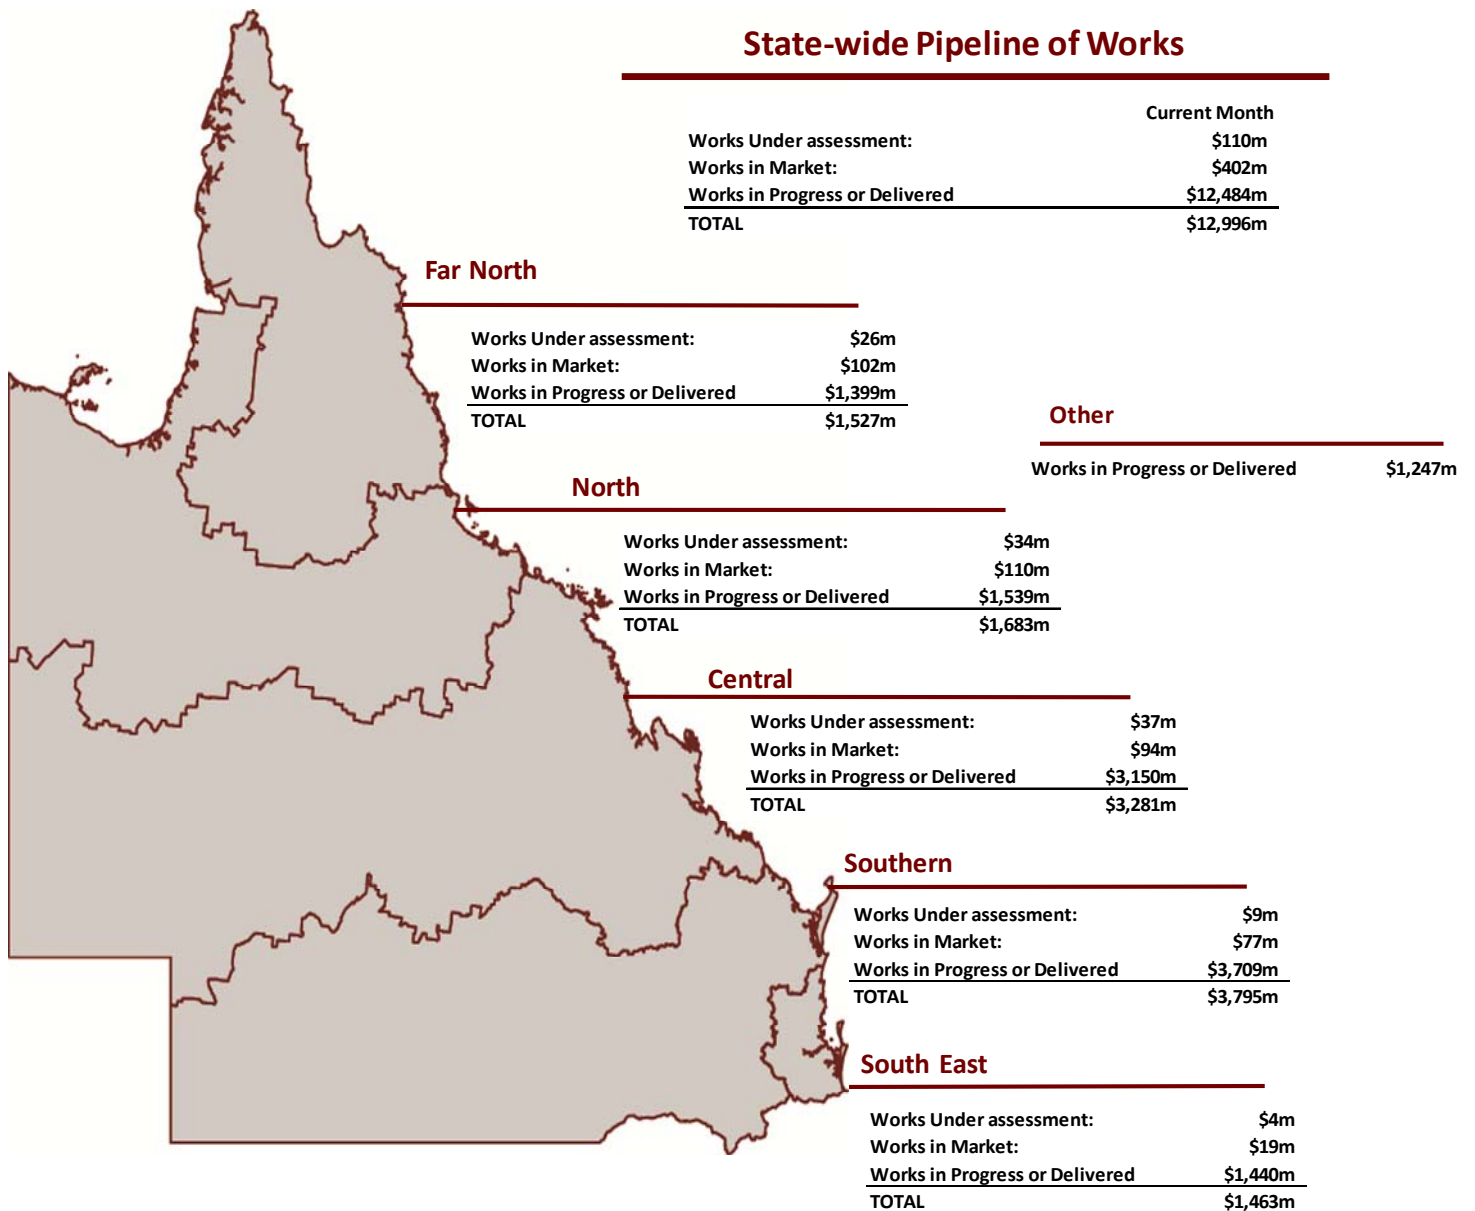 State-wide Pipeline of Works
Current Month
Works Under assessment: $110m
Works in Market: $402m
Works in Progress or Delivered $12,484m
TOTAL $12,996m
Far North
Works Under assessment: $26m
Works in Market: $102m
Works in Progress or Delivered $1,399m
TOTAL $1,527m
Other
Works in Progress or Delivered $1,247m
North
Works Under assessment: $34m
Works in Market: $110m
Works in Progress or Delivered $1,539m
TOTAL $1,683m
Central
Works Under assessment: $37m
Works in Market: $94m
Works in Progress or Delivered $3,150m
TOTAL $3,281m
Southern
Works Under assessment: $9m
Works in Market: $77m
Works in Progress or Delivered $3,709m
TOTAL $3,795m
South East
Works Under assessment: $4m
Works in Market: $19m
Works in Progress or Delivered $1,440m
TOTAL $1,463m